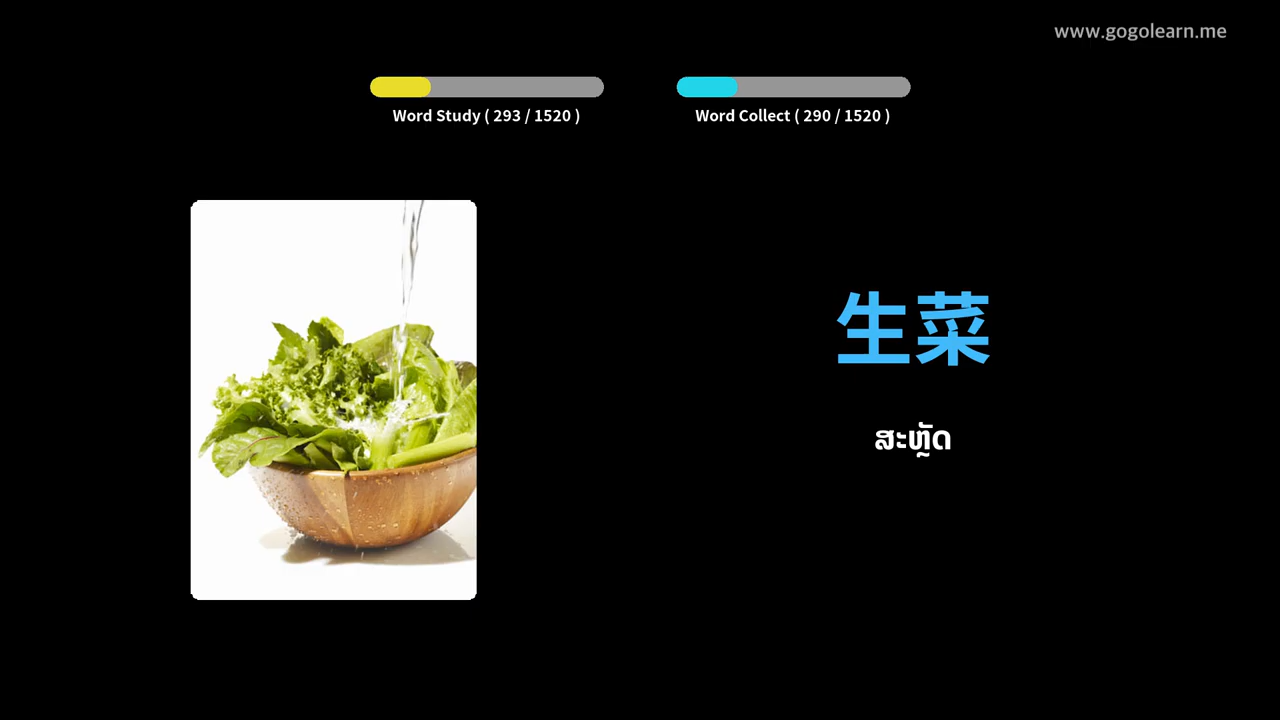 www.gogolearn.me
Word Study ( 293 / 1520 )
Word Collect ( 290 / 1520 )
生菜
ສະຫຼັດ